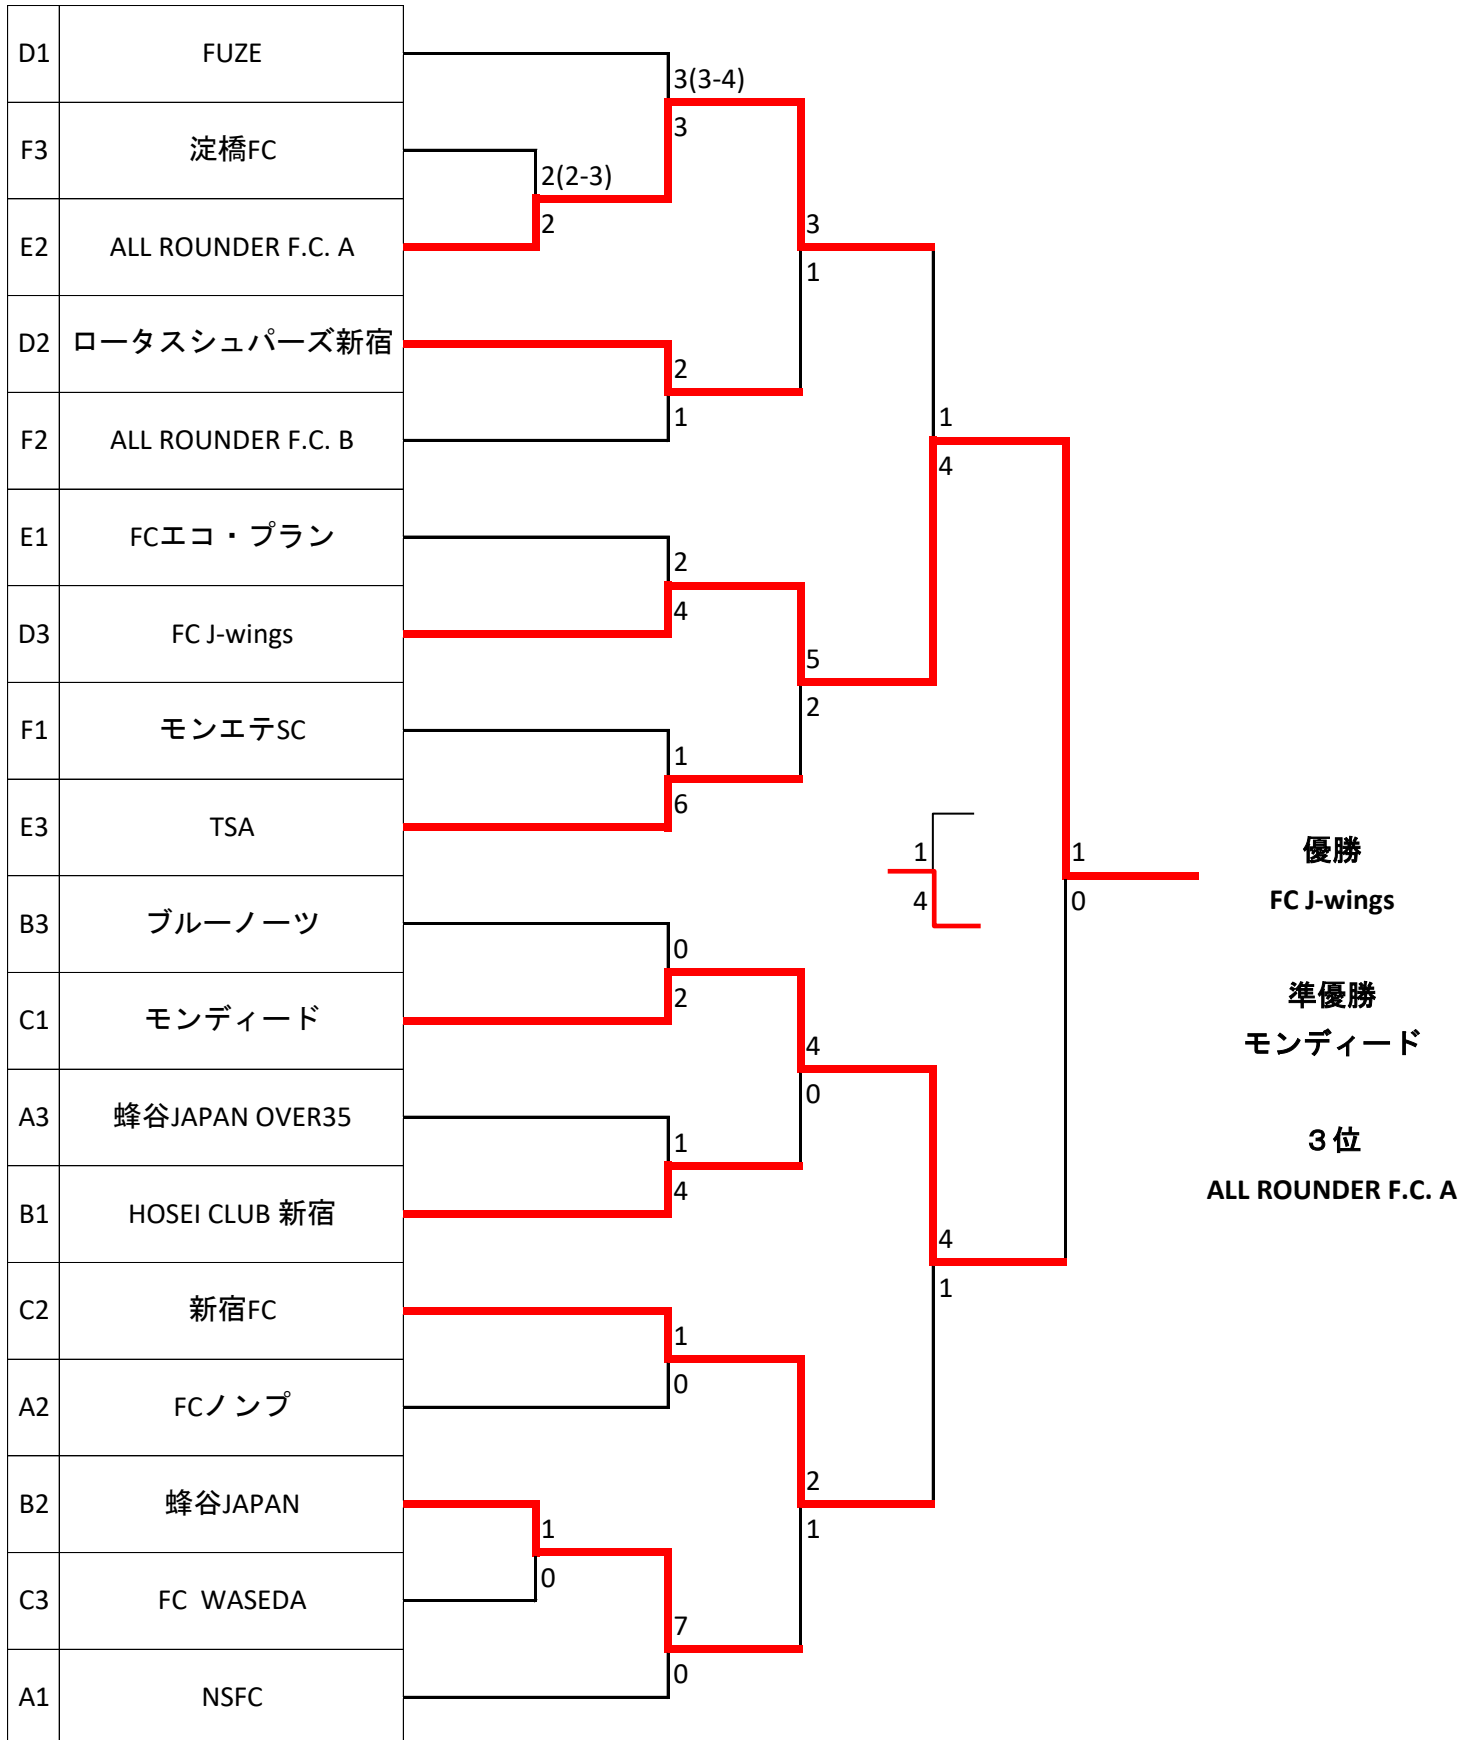 D1 FUZE
3(3-4)
3
F3 淀橋FC
2(2-3)
2
E2 ALL ROUNDER F.C. A
3
1
D2 ロータスシュパーズ新宿
2
1
F2 ALL ROUNDER F.C. B
1
4
E1 FCエコ・プラン
2
4
D3 FC J-wings
5
2
F1 モンエテSC
1
6
E3 TSA
1
4
1
0
優勝
FC J-wings
B3 ブルーノーツ
0
2
準優勝
モンディード
C1 モンディード
4
0
A3 蜂谷JAPAN OVER35
1
4
３位
ALL ROUNDER F.C. A
B1 HOSEI CLUB 新宿
4
1
C2 新宿FC
1
0
A2 FCノンプ
2
1
B2 蜂谷JAPAN
1
0
C3 FC WASEDA
7
0
A1 NSFC